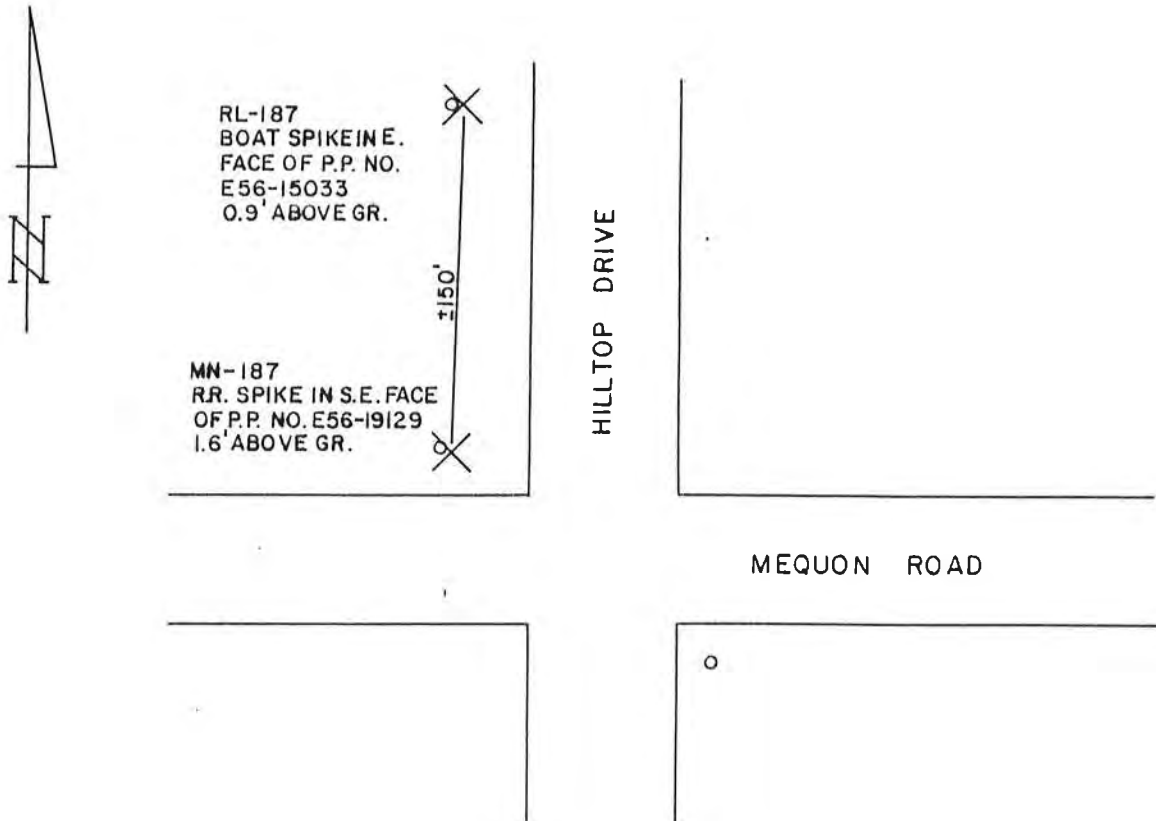 RL-187
BOAT SPIKE IN E.
FACE OF P.P. NO.
E56-15033
0.9' ABOVE GR.
±150'
HILLTOP DRIVE
MN-187
R.R. SPIKE IN S.E. FACE
OF P.P. NO. E56-19129
1.6' ABOVE GR.
N
MEQUON ROAD